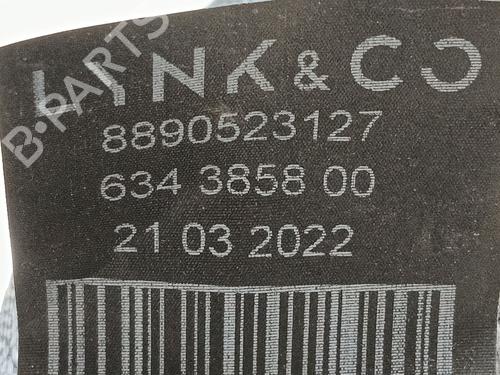 LYNK & CO
B-PARTS
8890523127
634 3858 00
21 03 2022